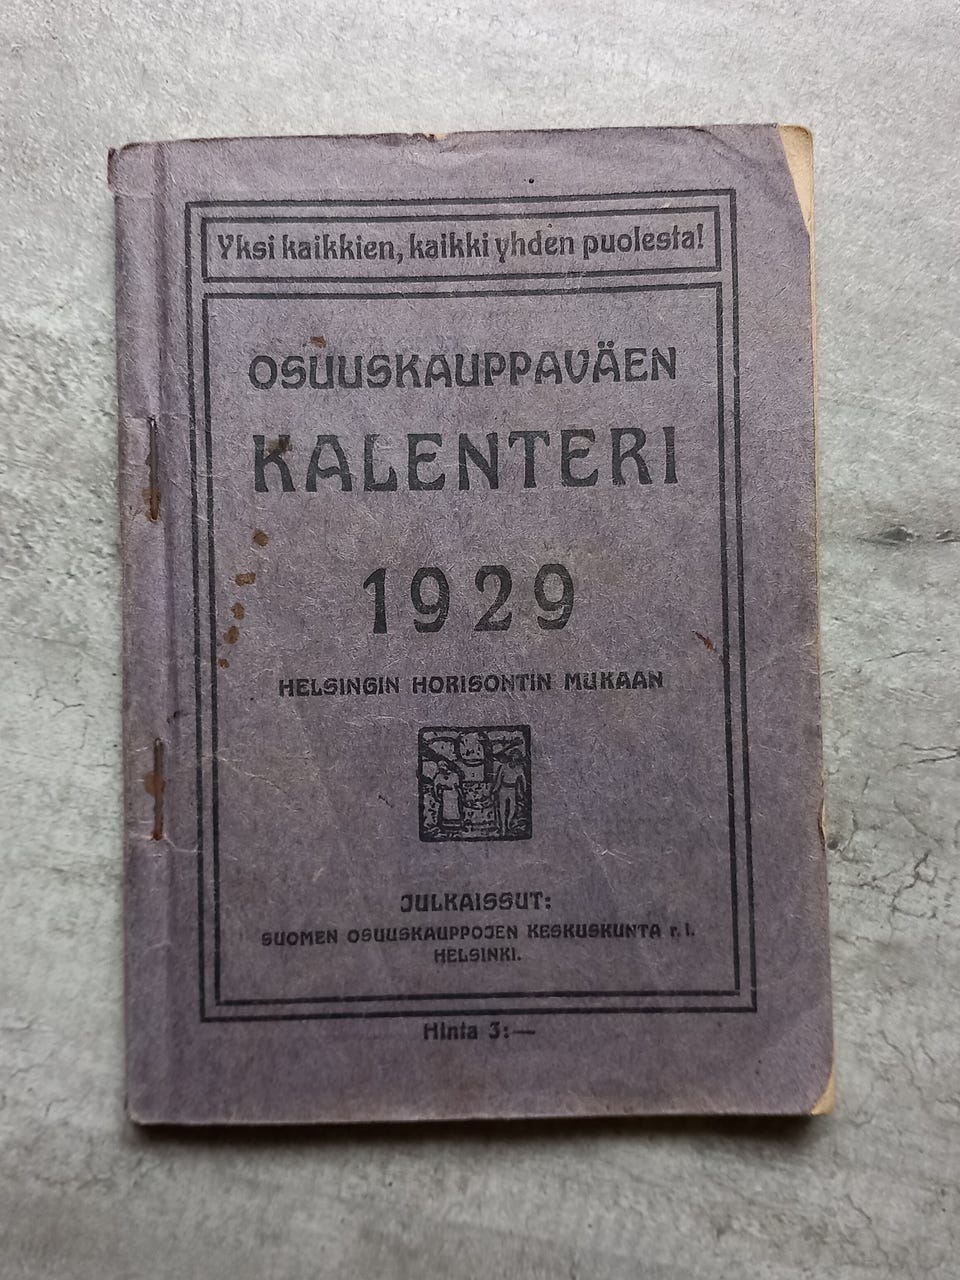 Yksi kaikkien, kaikki yhden puolesta!
OSUUSKAUPPAVÄEN
KALENTERI
1929
HELSINGIN HORISONTIN MUKAAN
JULKAISSUT:
SUOMEN OSUUSKAUPPOJEN KESKUSKUNTA r. l.
HELSINKI.
Hinta 3:—